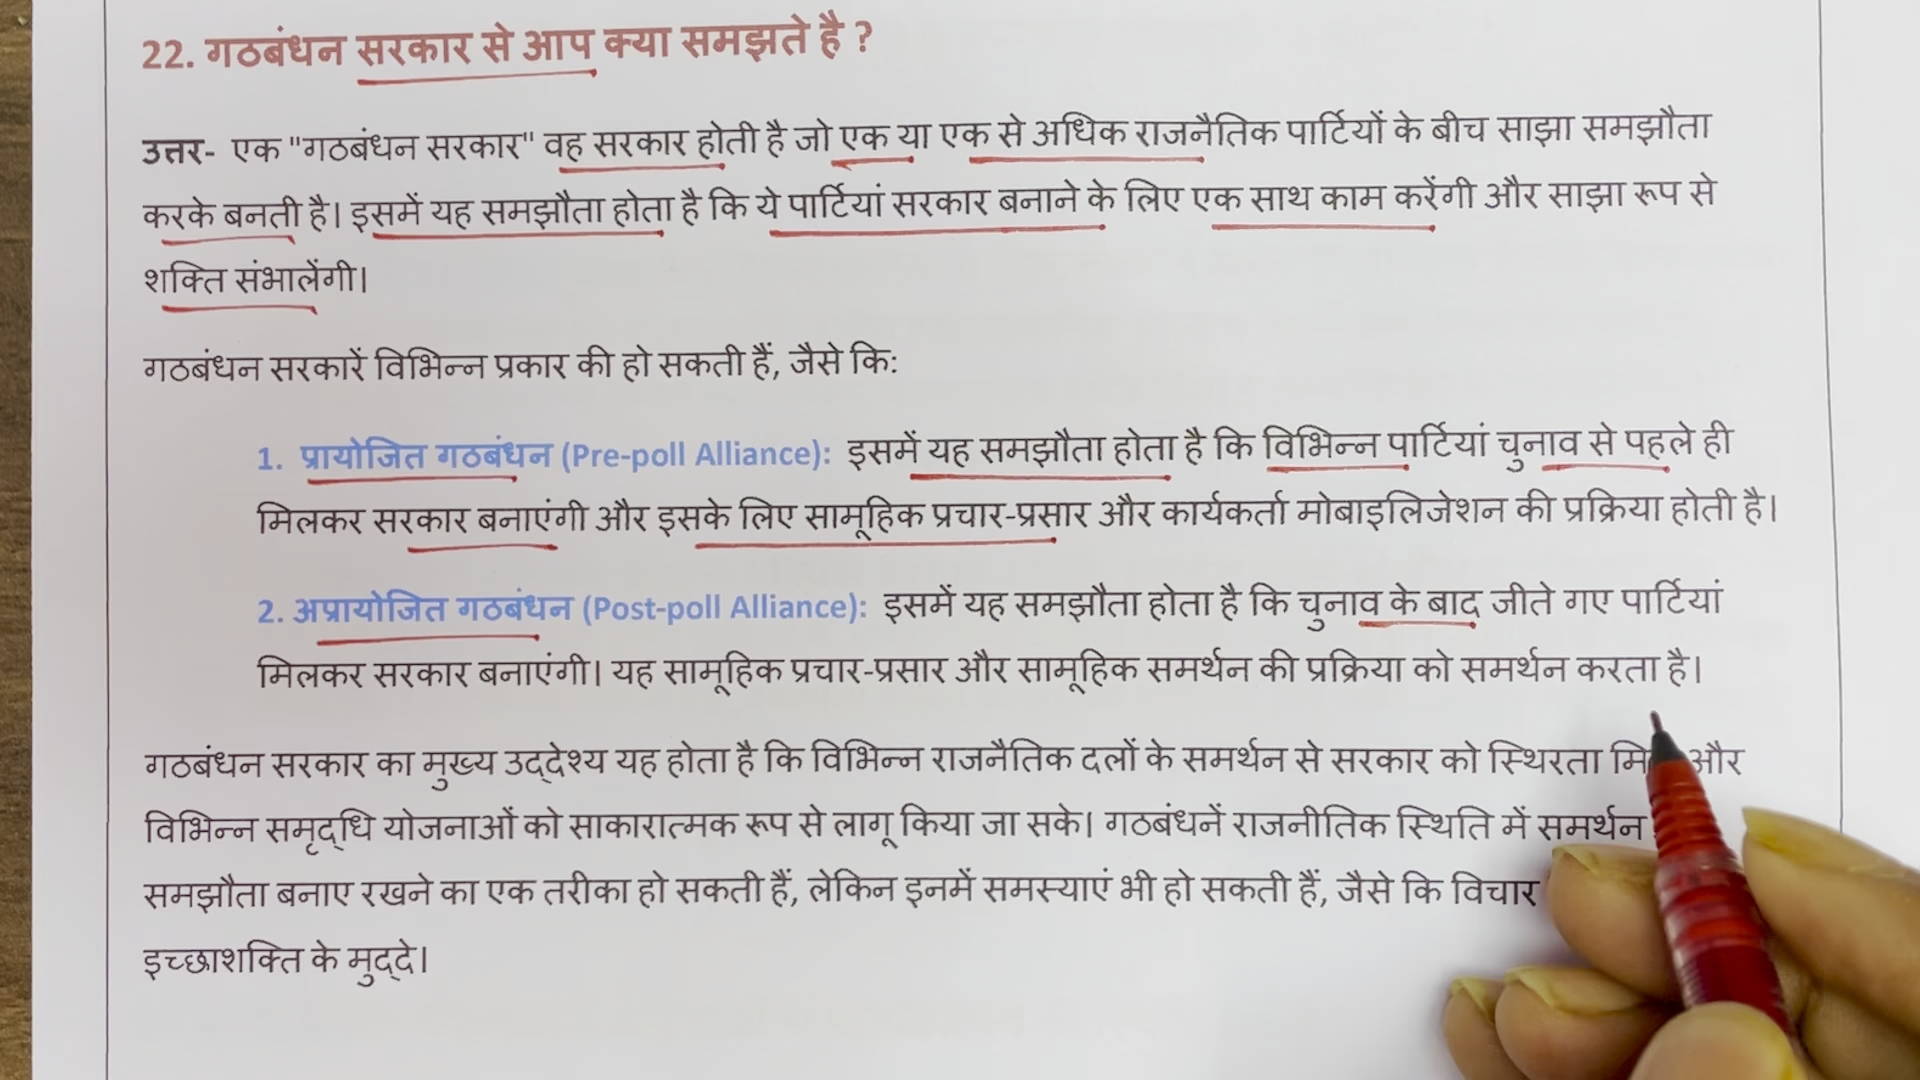 22. गठबंधन सरकार से आप क्या समझते है ?
उत्तर- एक "गठबंधन सरकार" वह सरकार होती है जो एक या एक से अधिक राजनैतिक पार्टियों के बीच साझा समझौता
करके बनती है। इसमें यह समझौता होता है कि ये पार्टियां सरकार बनाने के लिए एक साथ काम करेंगी और साझा रूप से
शक्ति संभालेंगी।
गठबंधन सरकारें विभिन्न प्रकार की हो सकती हैं, जैसे कि:
1. प्रायोजित गठबंधन (Pre-poll Alliance): इसमें यह समझौता होता है कि विभिन्न पार्टियां चुनाव से पहले ही
मिलकर सरकार बनाएंगी और इसके लिए सामूहिक प्रचार-प्रसार और कार्यकर्ता मोबाइलिजेशन की प्रक्रिया होती है।
2. अप्रायोजित गठबंधन (Post-poll Alliance): इसमें यह समझौता होता है कि चुनाव के बाद जीते गए पार्टियां
मिलकर सरकार बनाएंगी। यह सामूहिक प्रचार-प्रसार और सामूहिक समर्थन की प्रक्रिया को समर्थन करता है।
गठबंधन सरकार का मुख्य उद्देश्य यह होता है कि विभिन्न राजनैतिक दलों के समर्थन से सरकार को स्थिरता और
विभिन्न समृद्धि योजनाओं को साकारात्मक रूप से लागू किया जा सके। गठबंधनें राजनीतिक स्थिति में समर्थन
समझौता बनाए रखने का एक तरीका हो सकती हैं, लेकिन इनमें समस्याएं भी हो सकती हैं, जैसे कि विचार
इच्छाशक्ति के मुद्दे।